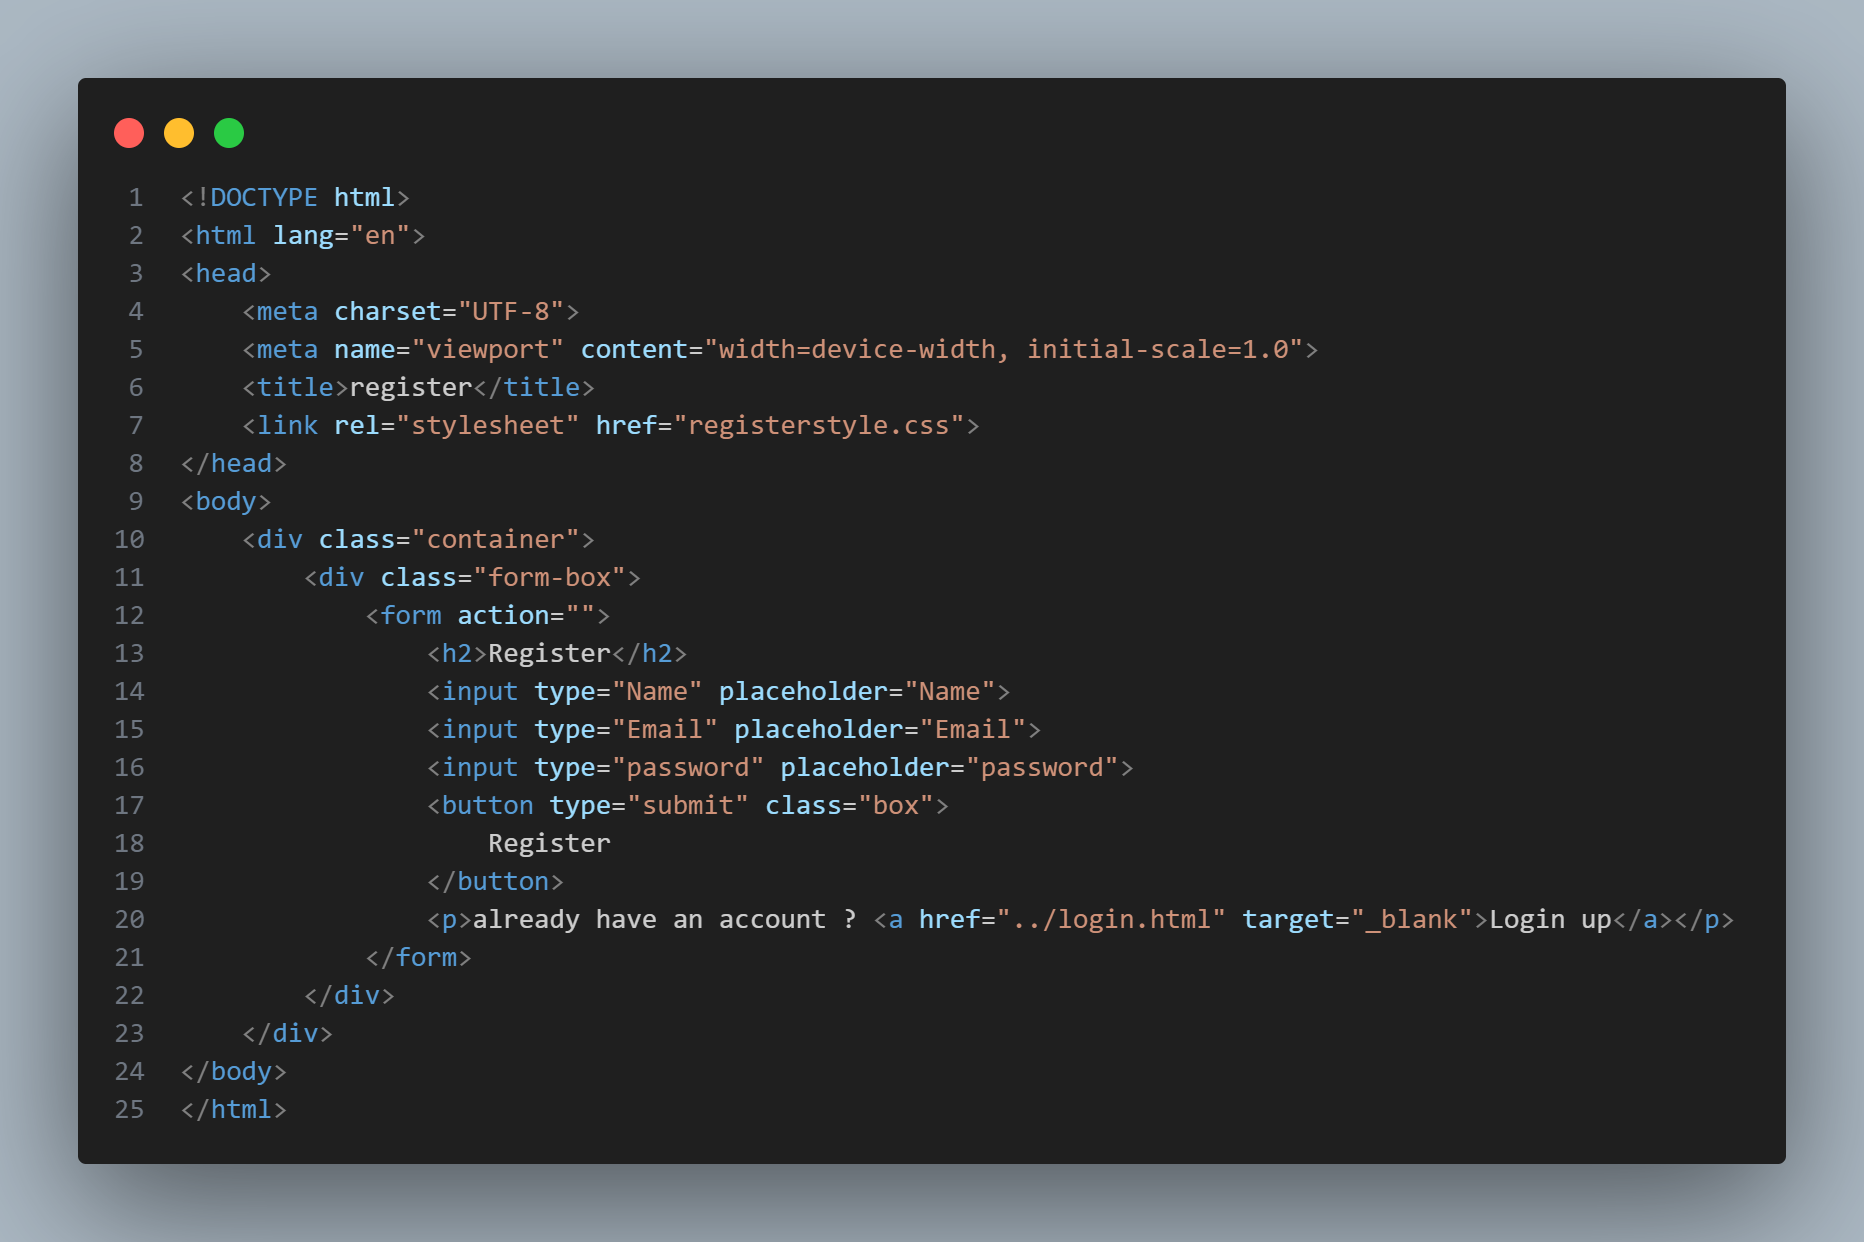 1 <!DOCTYPE html>
2 <html lang="en">
3 <head>
4     <meta charset="UTF-8">
5     <meta name="viewport" content="width=device-width, initial-scale=1.0">
6     <title>register</title>
7     <link rel="stylesheet" href="registerstyle.css">
8 </head>
9 <body>
10     <div class="container">
11         <div class="form-box">
12             <form action="">
13                 <h2>Register</h2>
14                 <input type="Name" placeholder="Name">
15                 <input type="Email" placeholder="Email">
16                 <input type="password" placeholder="password">
17                 <button type="submit" class="box">
18                     Register
19                 </button>
20                 <p>already have an account ? <a href="../login.html" target="_blank">Login up</a></p>
21             </form>
22         </div>
23     </div>
24 </body>
25 </html>